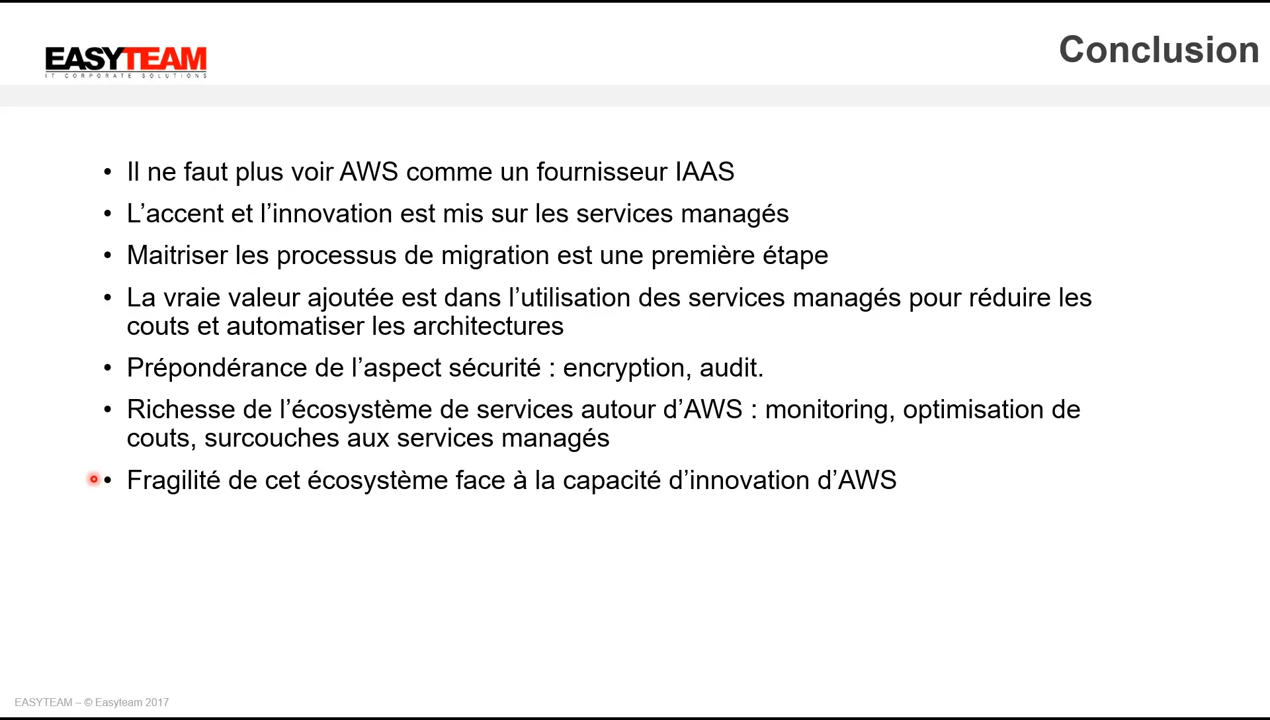 EASYTEAM
IT CORPORATE SOLUTIONS
Conclusion
• Il ne faut plus voir AWS comme un fournisseur IAAS
• L’accent et l’innovation est mis sur les services managés
• Maitriser les processus de migration est une première étape
• La vraie valeur ajoutée est dans l’utilisation des services managés pour réduire les
couts et automatiser les architectures
• Prépondérance de l’aspect sécurité : encryption, audit.
• Richesse de l’écosystème de services autour d’AWS : monitoring, optimisation de
couts, surcouches aux services managés
• Fragilité de cet écosystème face à la capacité d’innovation d’AWS
EASYTEAM – © Easyteam 2017